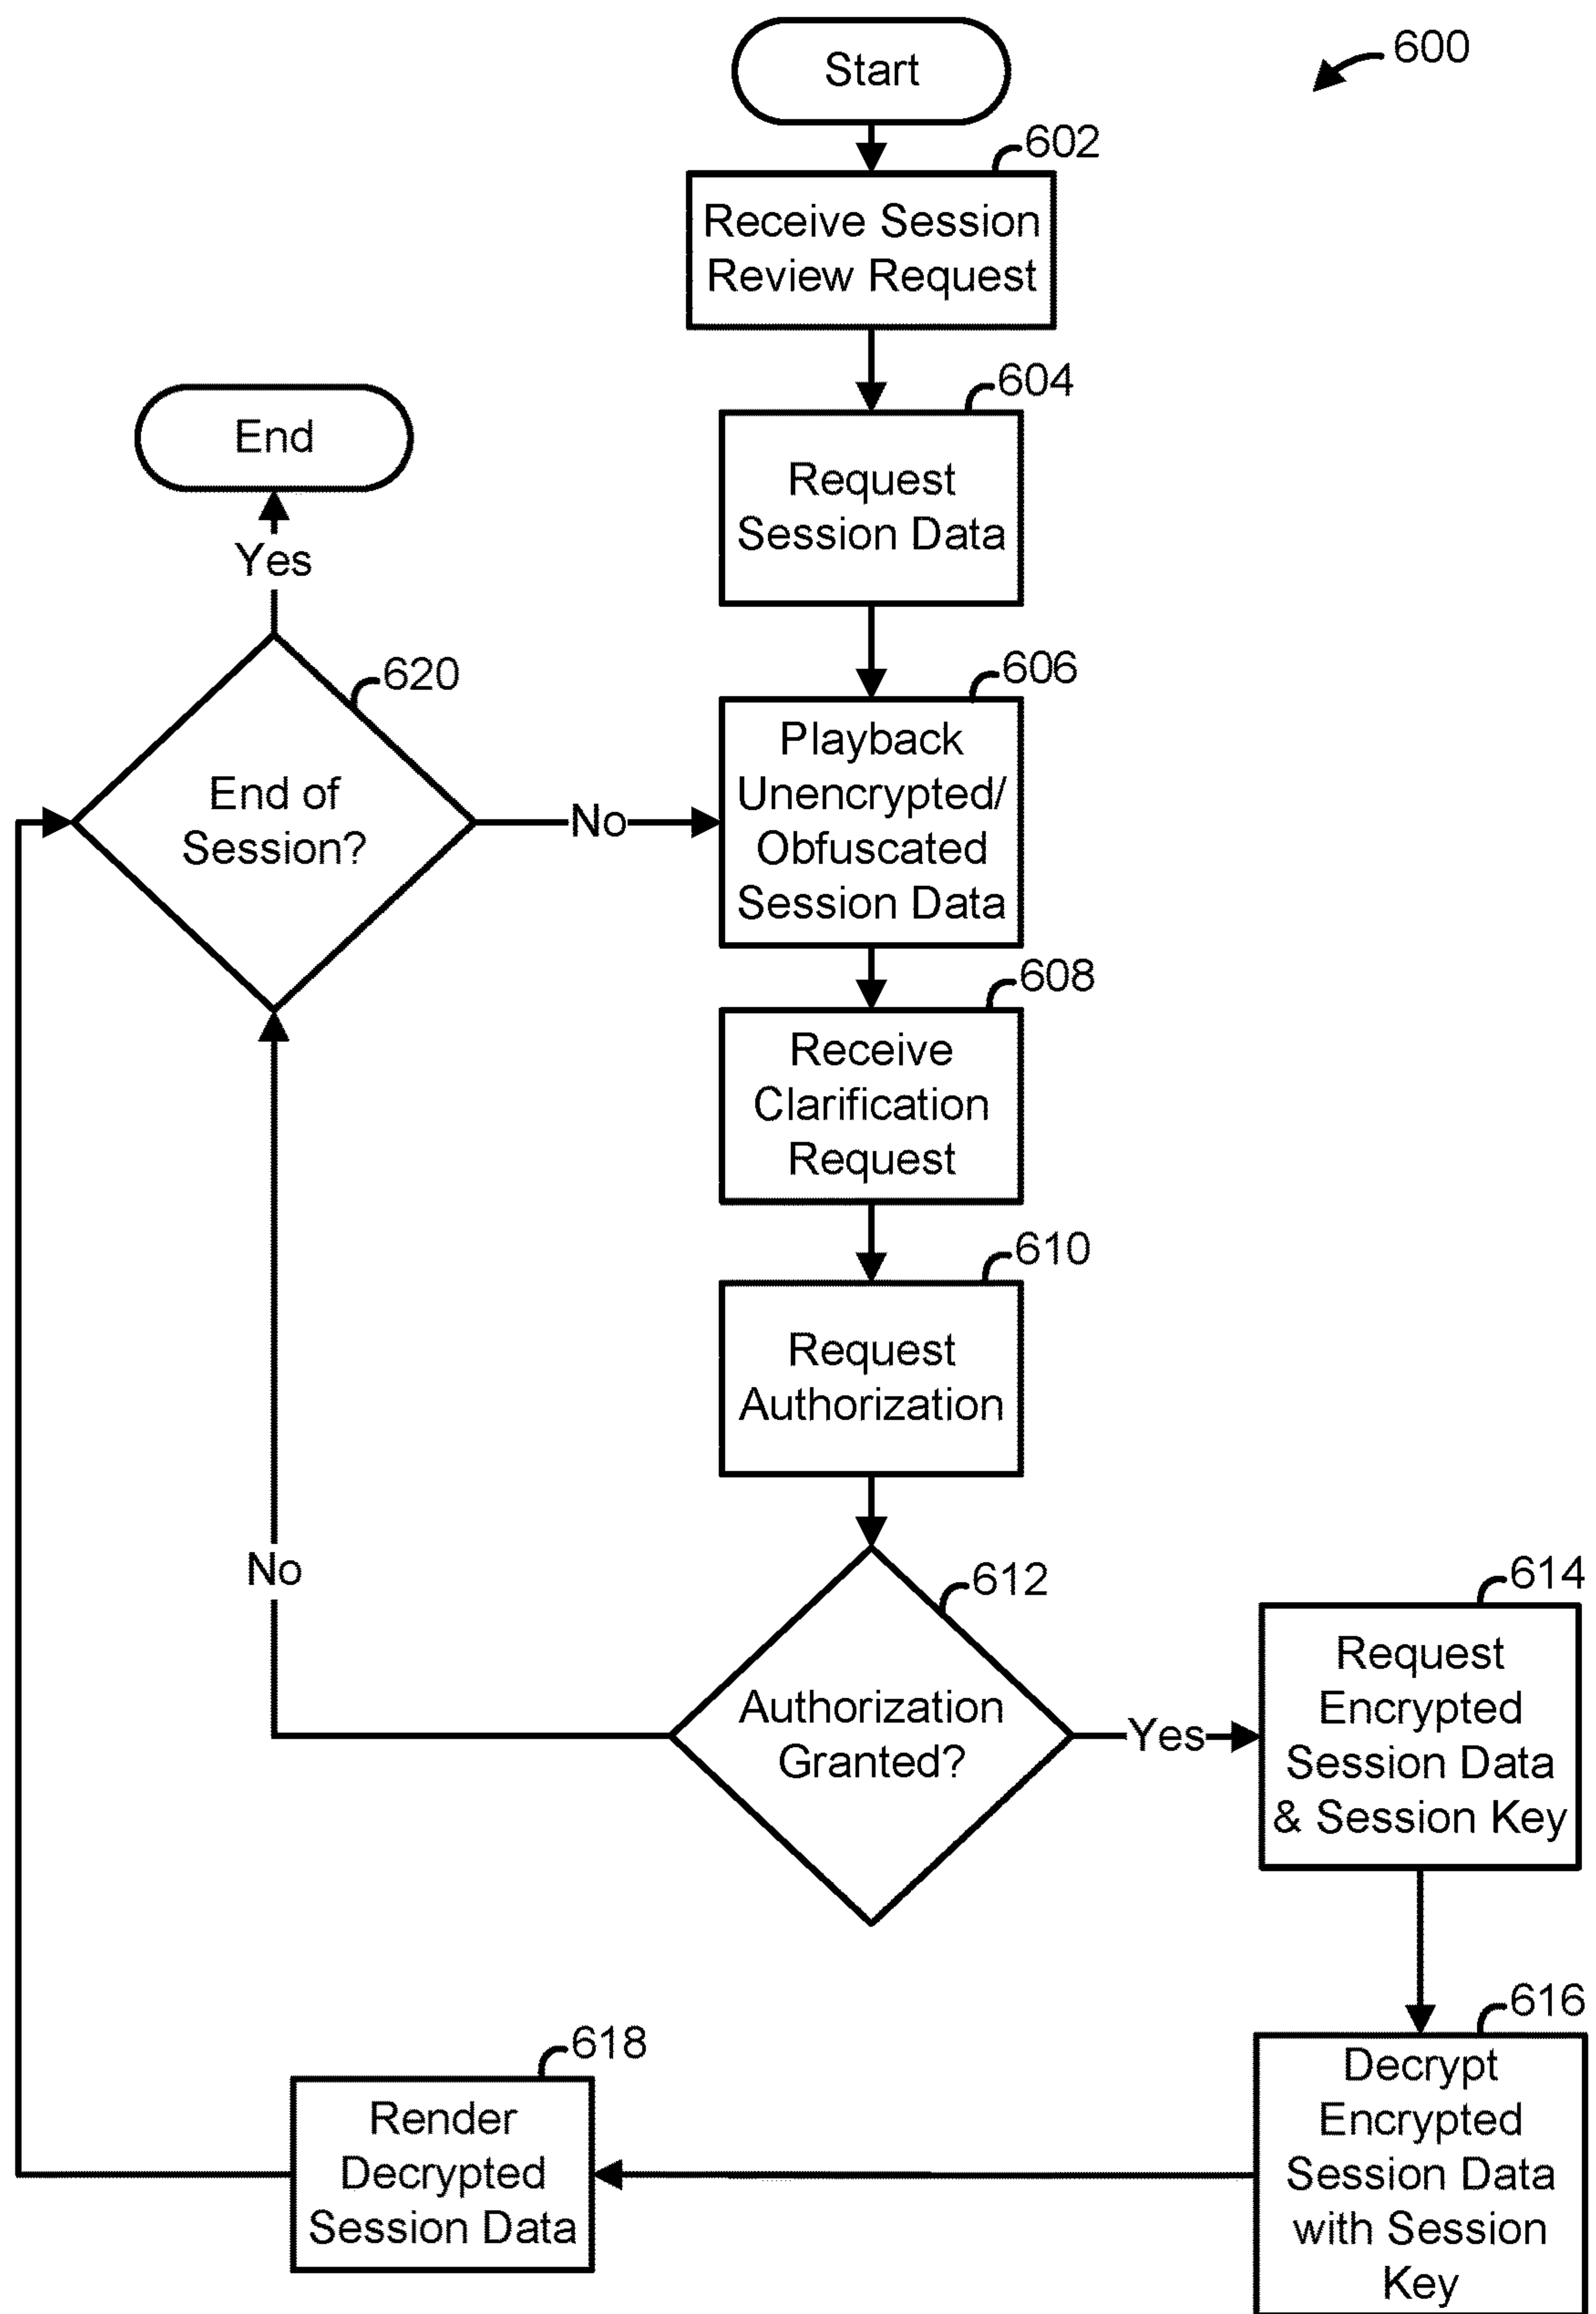 Start
600
602
Receive Session
Review Request
604
Request
Session Data
End
Yes
620
End of
Session?
No
606
Playback
Unencrypted/
Obfuscated
Session Data
608
Receive
Clarification
Request
610
Request
Authorization
No
612
Authorization
Granted?
Yes
614
Request
Encrypted
Session Data
& Session Key
616
Decrypt
Encrypted
Session Data
with Session
Key
618
Render
Decrypted
Session Data